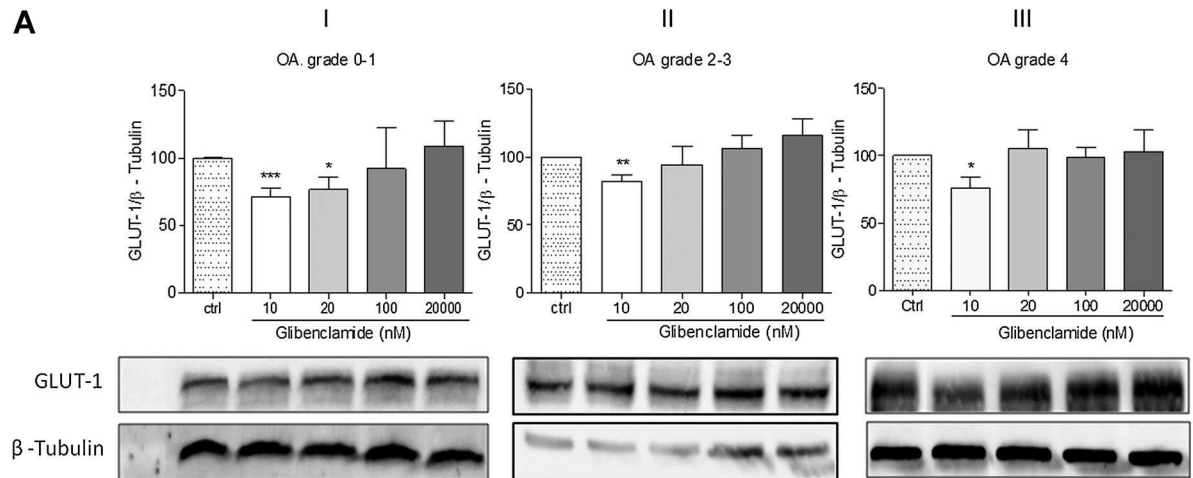 A
I
II
III
OA. grade 0-1
OA grade 2-3
OA grade 4
GLUT-1/β - Tubulin
150
100
50
0
***
*
ctrl
10
20
100
20000
Glibenclamide (nM)
GLUT-1/β - Tubulin
150
100
50
0
**
ctrl
10
20
100
20000
Glibenclamide (nM)
GLUT-1/β - Tubulin
150
100
50
0
*
Ctrl
10
20
100
20000
Glibenclamide (nM)
GLUT-1
β-Tubulin